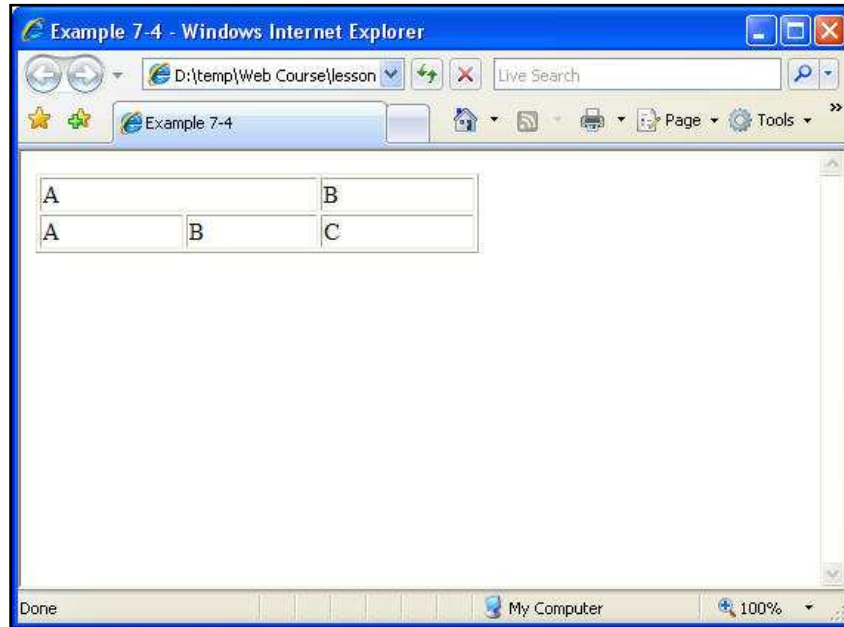 Example 7-4 - Windows Internet Explorer
D:\temp\Web Course\lesson Live Search
Example 7-4 Page Tools »
A B
A B C
Done My Computer 100%